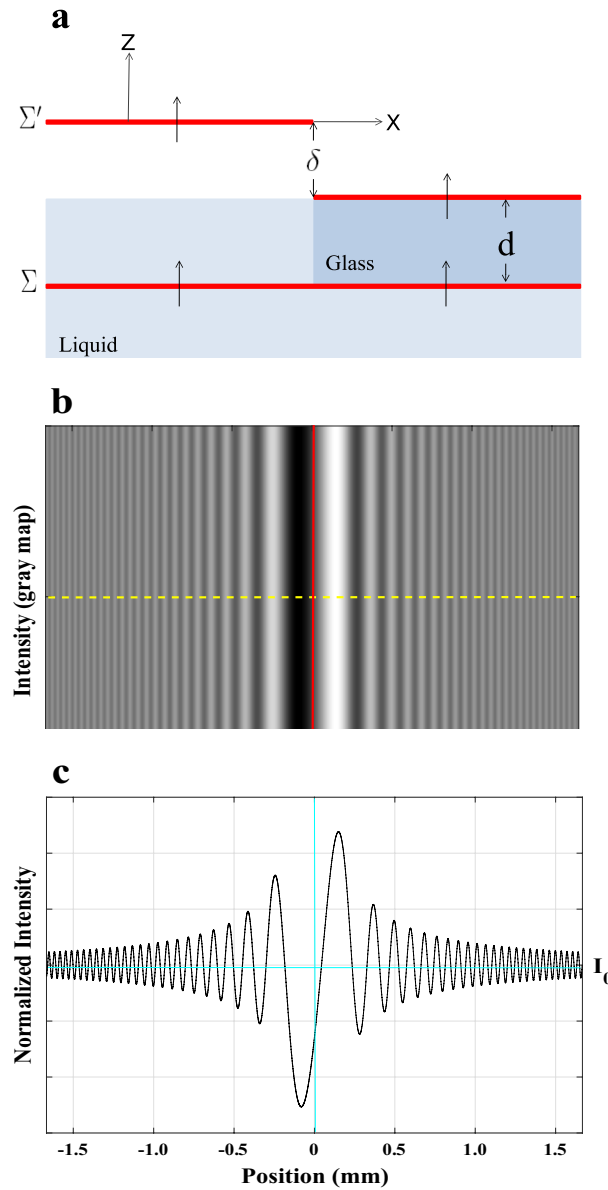 a
Z
Σ′
X
δ
Glass
d
Σ
Liquid
b
Intensity (gray map)
c
Normalized Intensity
I₀
-1.5 -1.0 -0.5 0 0.5 1.0 1.5
Position (mm)